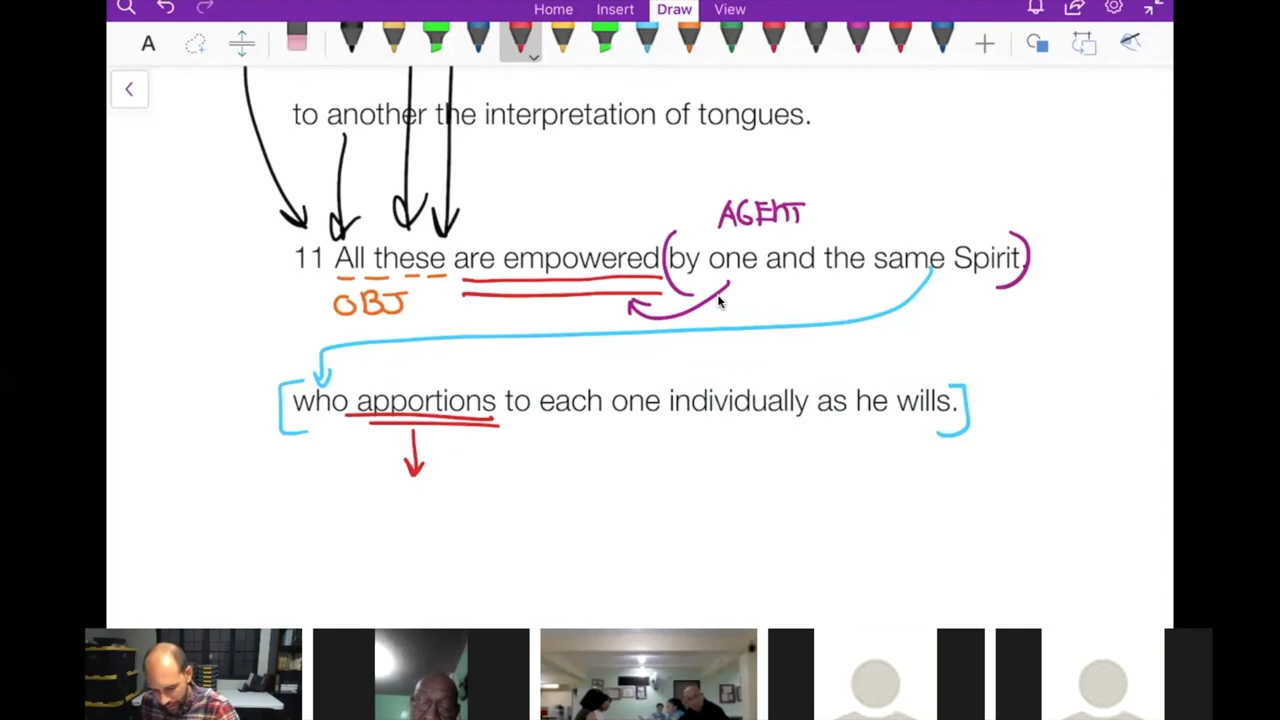 Home Insert Draw View
A
to another the interpretation of tongues.
AGENT
11 All these are empowered (by one and the same Spirit,)
OBJ
[who apportions to each one individually as he wills.]